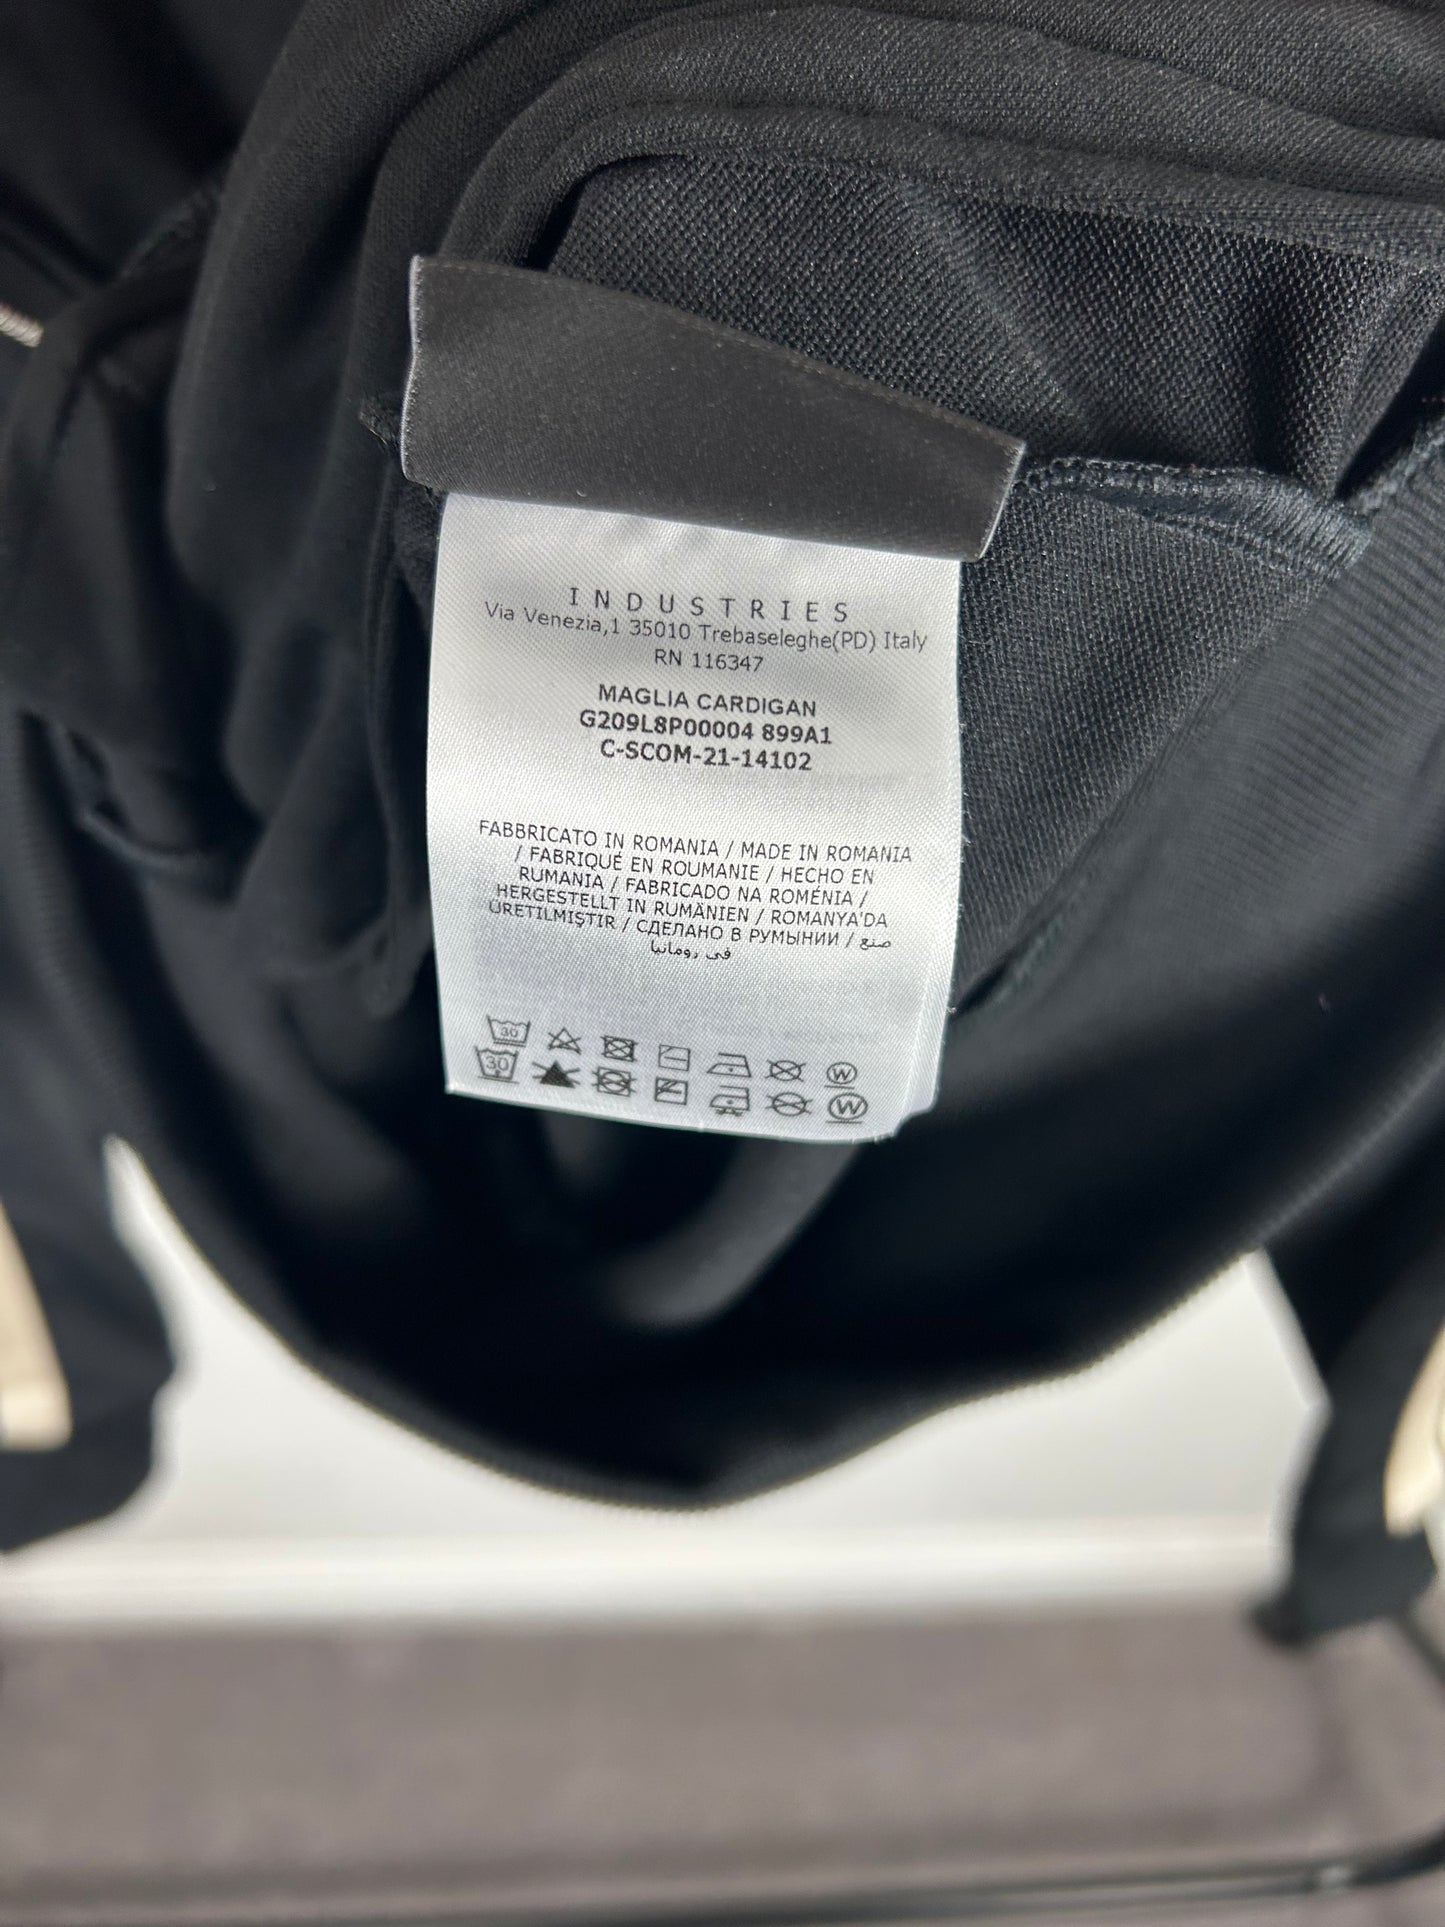 INDUSTRIES
Via Venezia,1 35010 Trebaseleghe(PD) Italy
RN 116347
MAGLIA CARDIGAN
G209L8P00004 899A1
C-SCOM-21-14102
FABBRICATO IN ROMANIA / MADE IN ROMANIA
/ FABRIQUÉ EN ROUMANIE / HECHO EN
RUMANIA / FABRICADO NA ROMÉNIA /
HERGESTELLT IN RUMÄNIEN / ROMANYA'DA
ÜRETILMIŞTIR / СДЕЛАНО В РУМЫНИИ / صنع
في رومانيا
30 W
30 W